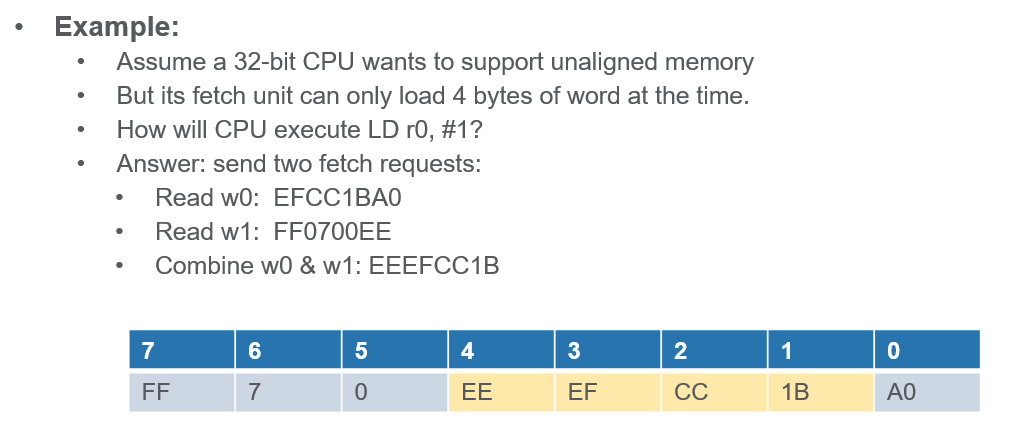 • Example:
• Assume a 32-bit CPU wants to support unaligned memory
• But its fetch unit can only load 4 bytes of word at the time.
• How will CPU execute LD r0, #1?
• Answer: send two fetch requests:
• Read w0: EFCC1BA0
• Read w1: FF0700EE
• Combine w0 & w1: EEEFCC1B
7 6 5 4 3 2 1 0
FF 7 0 EE EF CC 1B A0